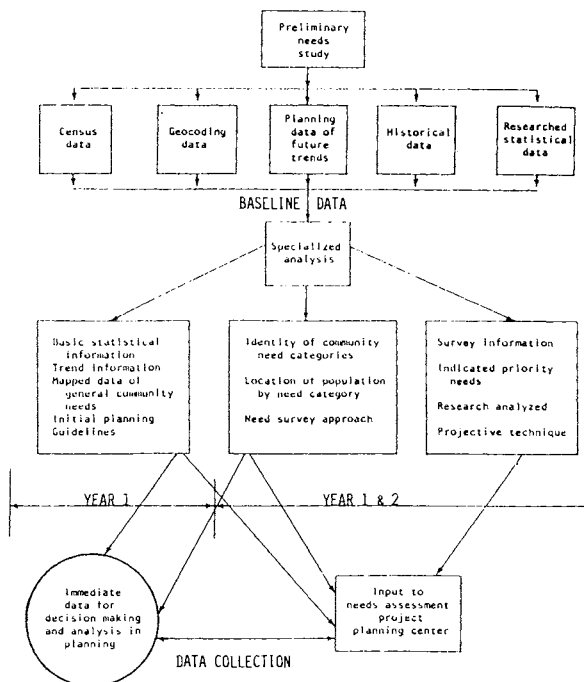 Preliminary
needs
study
Census
data
Geocoding
data
Planning
data of
future
trends
Historical
data
Researched
statistical
data
BASELINE DATA
Specialized
analysis
Basic statistical
information
Trend information
Mapped data of
general community
needs
Initial planning
Guidelines
Identity of community
need categories
Location of population
by need category
Need survey approach
Survey information
Indicated priority
needs
Research analyzed
Projective technique
YEAR 1
YEAR 1 & 2
Immediate
data for
decision making
and analysis in
planning
Input to
needs assessment
project
planning center
DATA COLLECTION